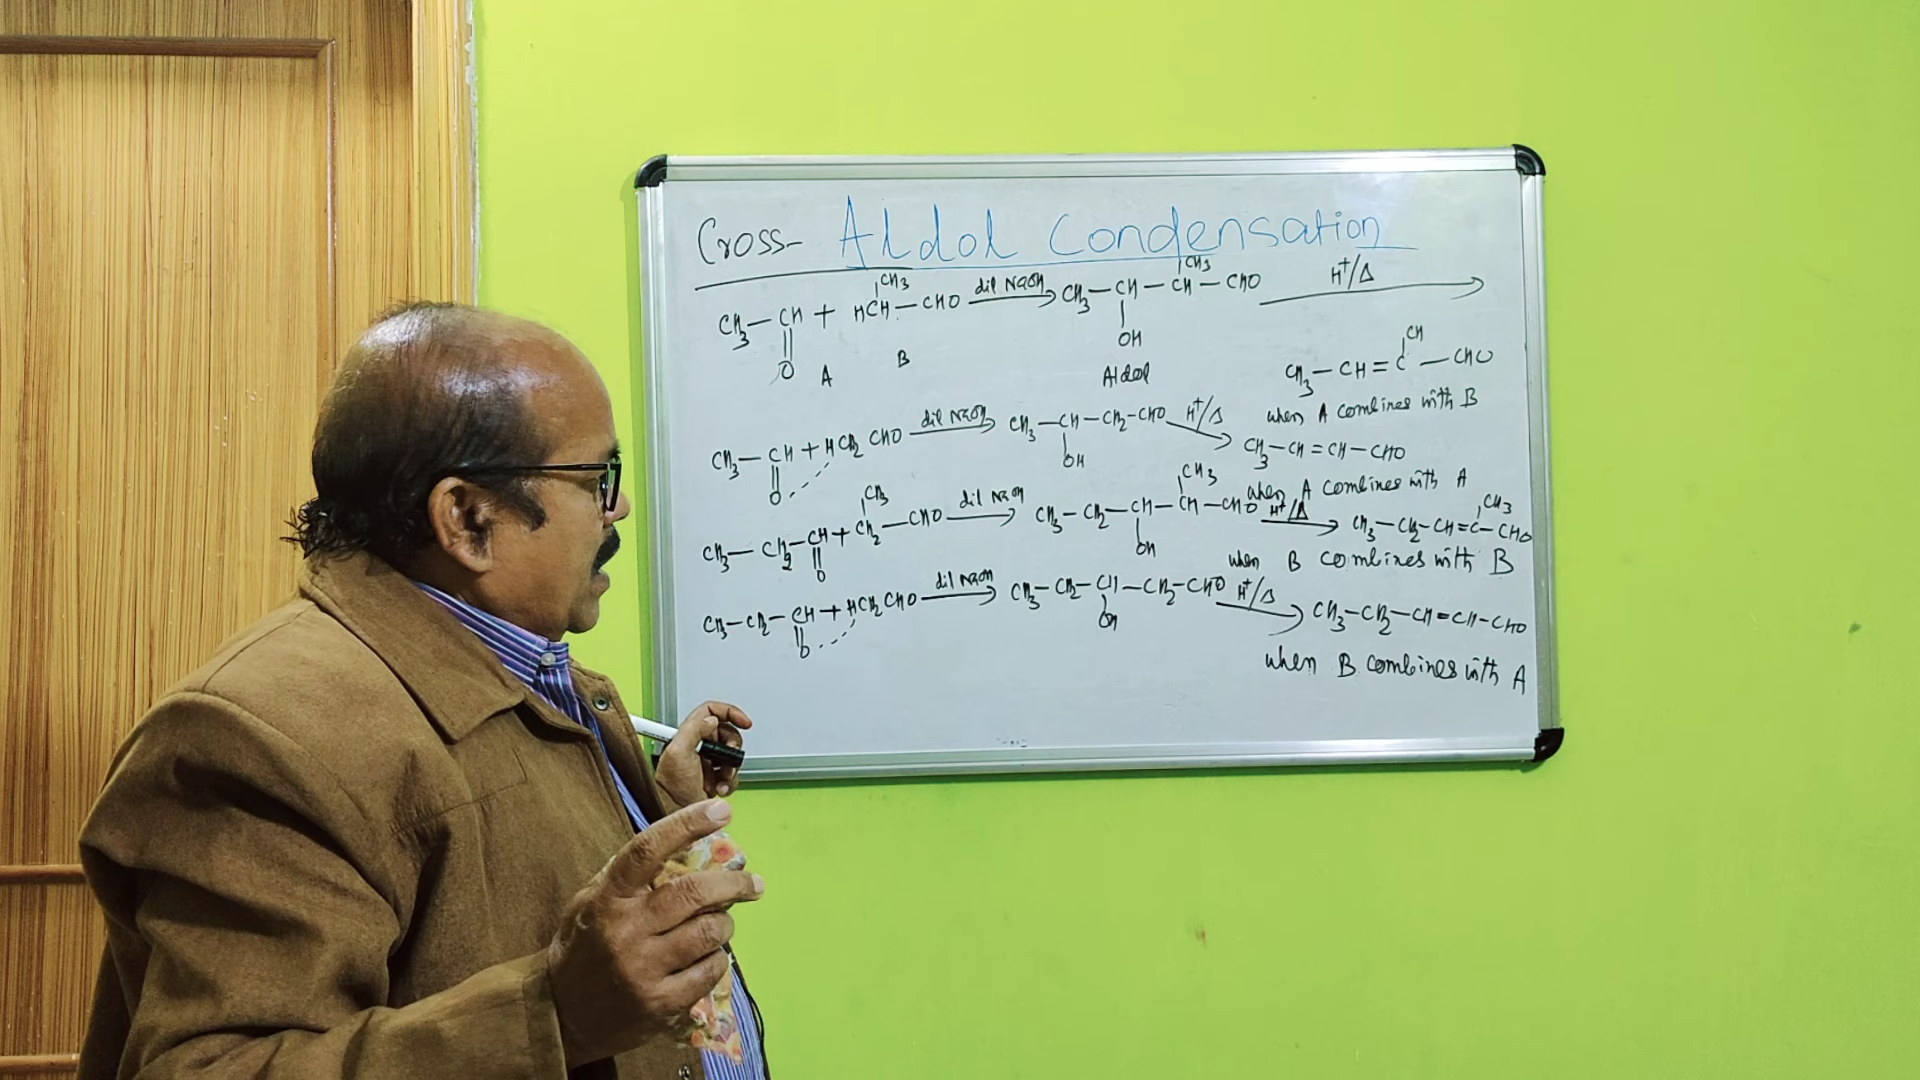 Cross- Aldol Condensation
CH3
CH3
CH3—CH + HCH—CHO dil NaOH CH3—CH—CH—CHO H+/Δ
||
O
A
B
OH
Aldol
CH
CH3—CH=C—CHO
when A combines with B
CH3—CH + HCH2 CHO dil NaOH CH3—CH—CH2—CHO H+/Δ
||
O
OH
CH3—CH=CH—CHO
when A combines with A
CH3
CH3
CH3
CH3—CH2—CH + CH2—CHO dil NaOH CH3—CH2—CH—CH—CHO H+/Δ CH3—CH2—CH=C—CHO
||
O
OH
when B combines with B
CH3—CH2—CH + HCH2CHO dil NaOH CH3—CH2—CH—CH2—CHO H+/Δ CH3—CH2—CH=CH—CHO
||
O
OH
when B combines with A